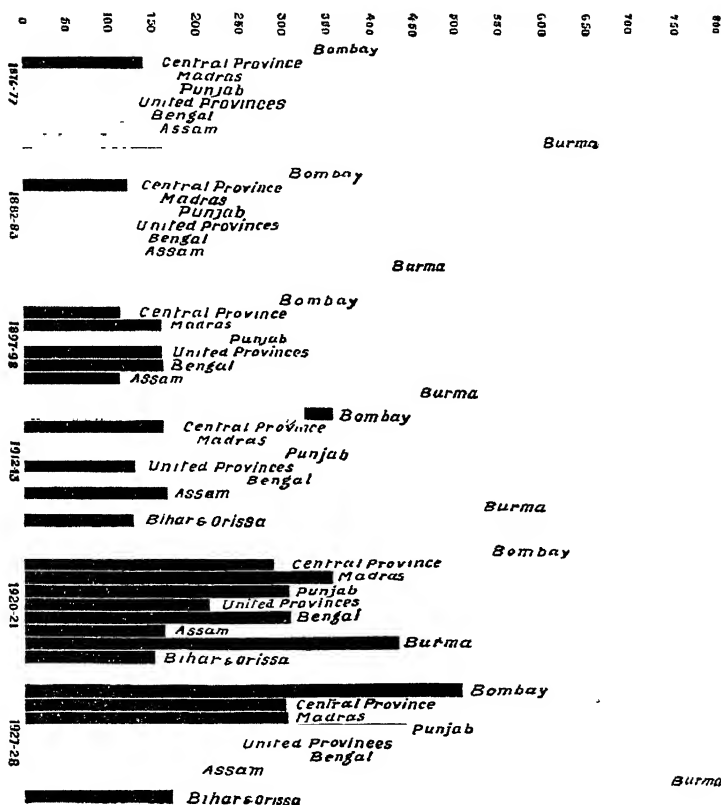 0 50 100 150 200 250 300 350 400 450 500 550 600 650 700 750 800
1876-77
Bombay
Central Province
Madras
Punjab
United Provinces
Bengal
Assam
Burma
1882-83
Bombay
Central Province
Madras
Punjab
United Provinces
Bengal
Assam
Burma
1897-98
Bombay
Central Province
Madras
Punjab
United Provinces
Bengal
Assam
Burma
1912-13
Bombay
Central Province
Madras
Punjab
United Provinces
Bengal
Assam
Burma
Bihar & Orissa
1920-21
Bombay
Central Province
Madras
Punjab
United Provinces
Bengal
Assam
Burma
Bihar & Orissa
1927-28
Bombay
Central Province
Madras
Punjab
United Provinees
Bengal
Assam
Burma
Bihar & Orissa